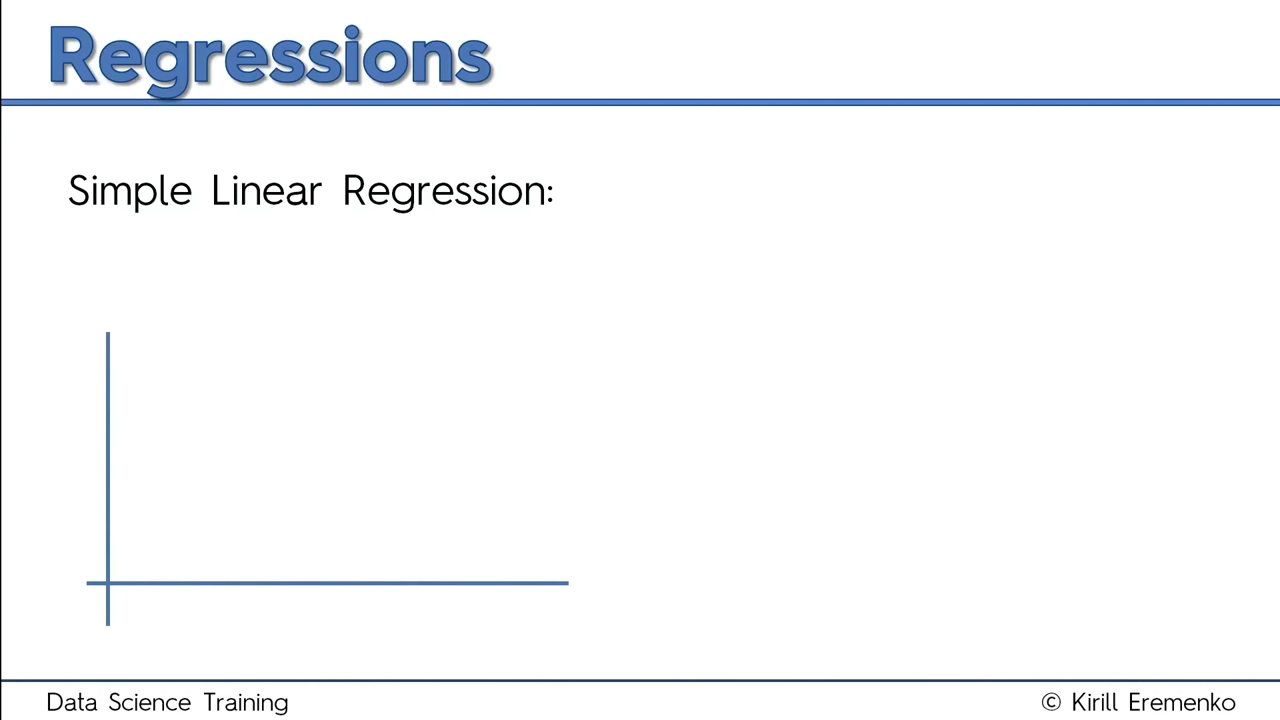 Regressions
Simple Linear Regression:
Data Science Training
© Kirill Eremenko